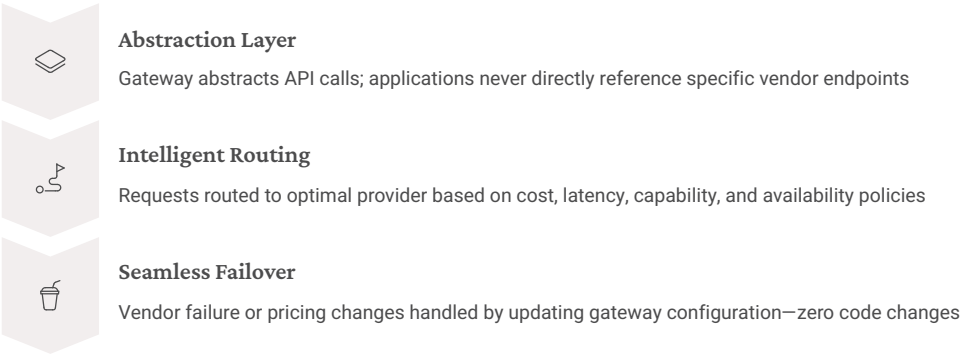 Abstraction Layer
Gateway abstracts API calls; applications never directly reference specific vendor endpoints
Intelligent Routing
Requests routed to optimal provider based on cost, latency, capability, and availability policies
Seamless Failover
Vendor failure or pricing changes handled by updating gateway configuration—zero code changes